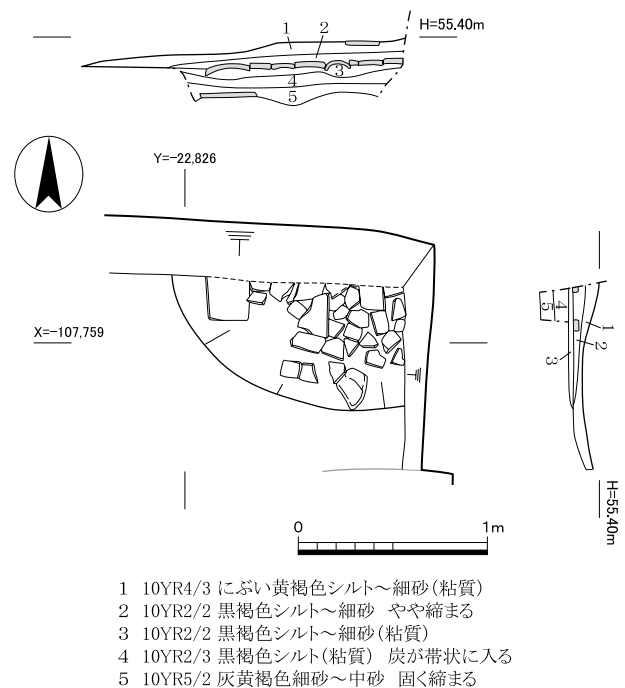 1 2 H=55.40m
3
4
5
Y=-22,826
X=-107,759
5 4 1
2
3
H=55.40m
0 1m
1 10YR4/3 にぶい黄褐色シルト～細砂(粘質)
2 10YR2/2 黒褐色シルト～細砂 やや締まる
3 10YR2/2 黒褐色シルト～細砂(粘質)
4 10YR2/3 黒褐色シルト(粘質) 炭が帯状に入る
5 10YR5/2 灰黄褐色細砂～中砂 固く締まる